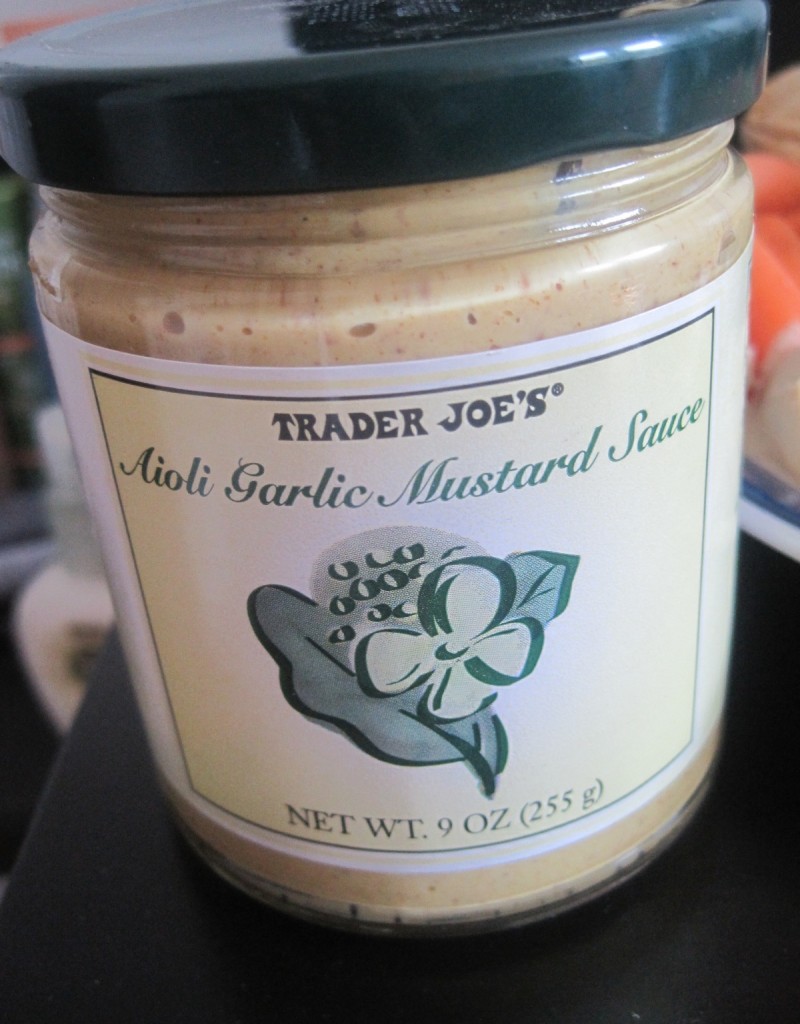 TRADER JOE'S®
Aioli Garlic Mustard Sauce
NET WT. 9 OZ (255 g)